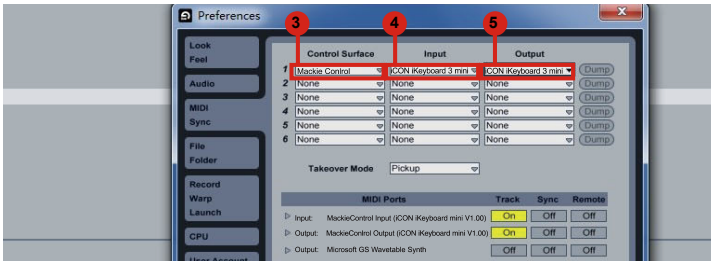 Preferences
x
3
4
5
Look
Feel
Audio
MIDI
Sync
File
Folder
Record
Warp
Launch
CPU
User Account
Control Surface Input Output
1 Mackie Control iCON iKeyboard 3 mini iCON iKeyboard 3 mini Dump
2 None None None Dump
3 None None None Dump
4 None None None Dump
5 None None None Dump
6 None None None Dump
Takeover Mode Pickup
MIDI Ports Track Sync Remote
Input: MackieControl Input (iCON iKeyboard mini V1.00) On Off Off
Output: MackieControl Output (iCON iKeyboard mini V1.00) On Off Off
Output: Microsoft GS Wavetable Synth Off Off Off